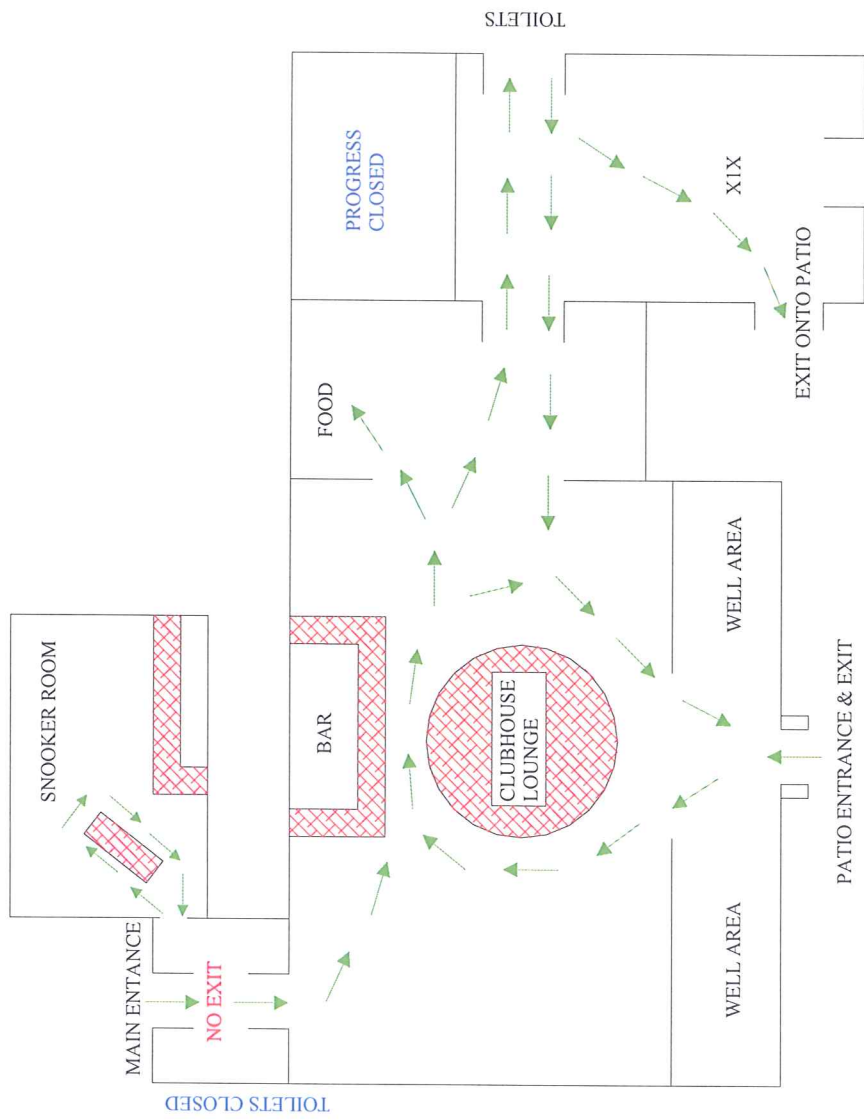 TOILETS
PROGRESS
CLOSED
X1X
EXIT ONTO PATIO
FOOD
SNOOKER ROOM
BAR
CLUBHOUSE
LOUNGE
WELL AREA
PATIO ENTRANCE & EXIT
WELL AREA
MAIN ENTANCE
NO EXIT
TOILETS CLOSED